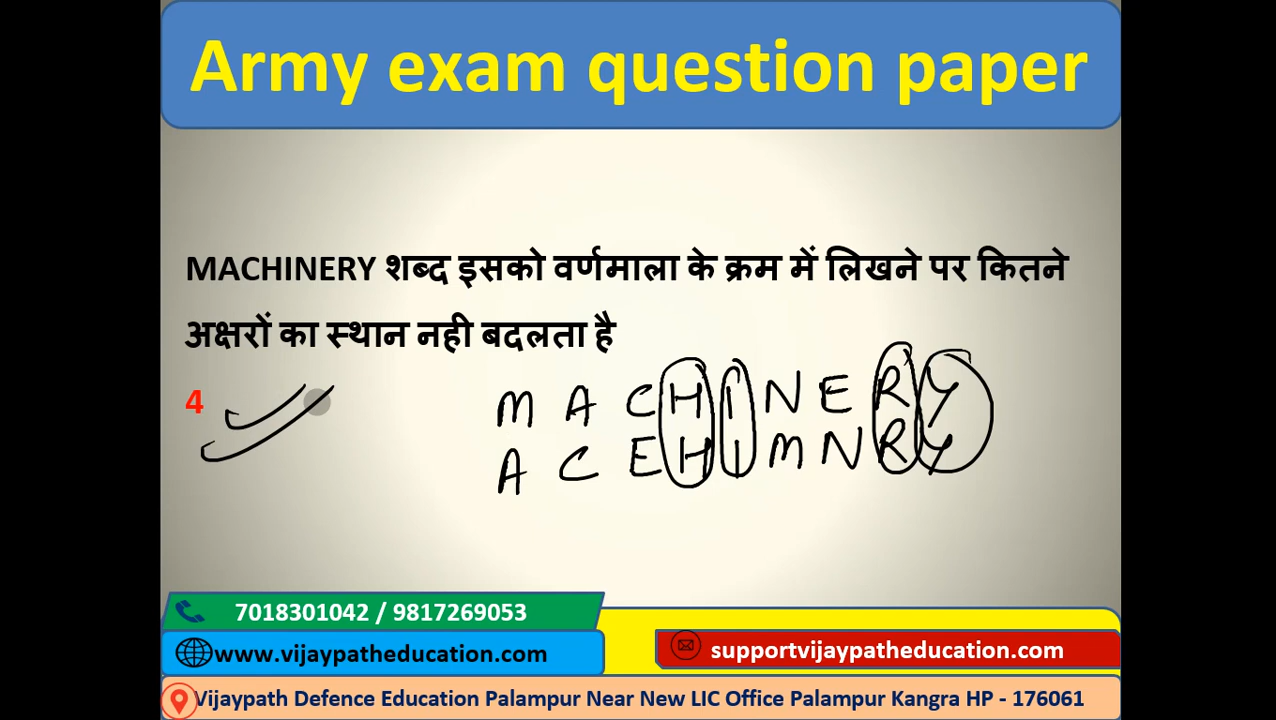 Army exam question paper
MACHINERY शब्द इसको वर्णमाला के क्रम में लिखने पर कितने
अक्षरों का स्थान नही बदलता है
4
M A C H I N E R Y
A C E H I M N R Y
7018301042 / 9817269053
www.vijaypatheducation.com
supportvijaypatheducation.com
Vijaypath Defence Education Palampur Near New LIC Office Palampur Kangra HP - 176061